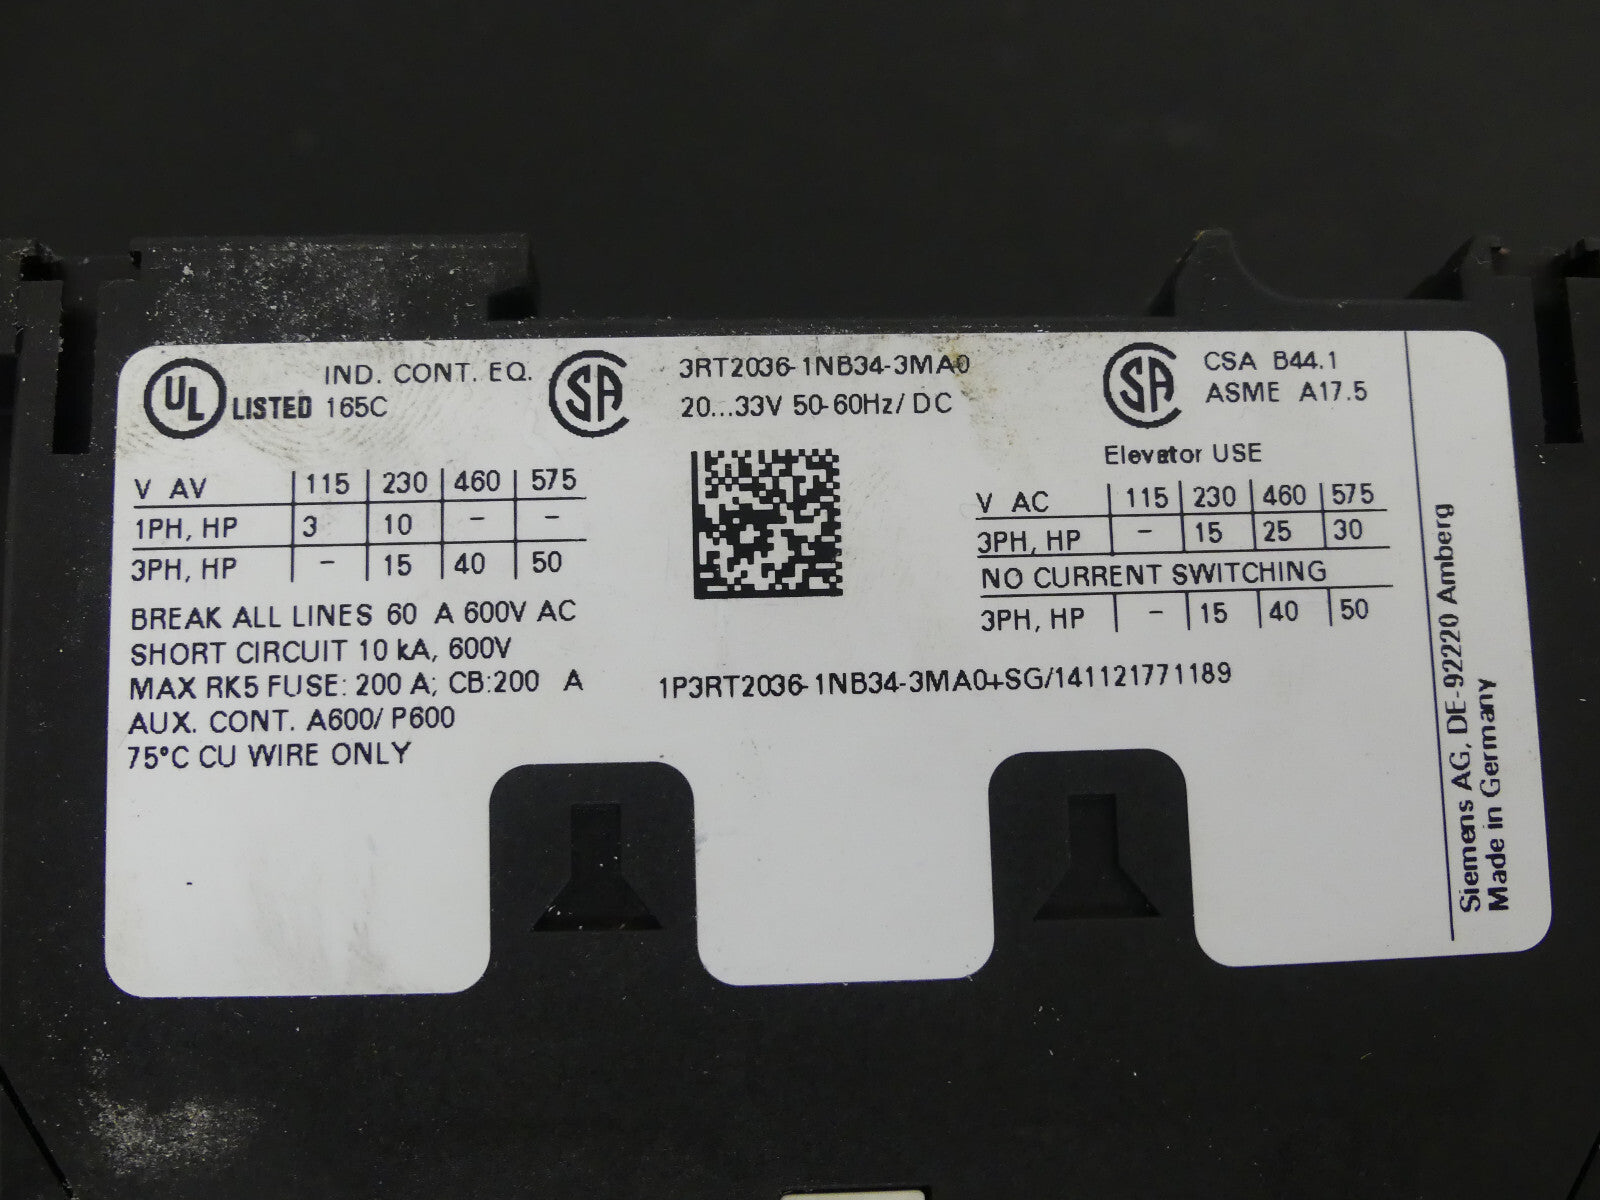 UL LISTED IND. CONT. EQ.
165C
SA
3RT2036-1NB34-3MA0
20...33V 50-60Hz/ DC
SA
CSA B44.1
ASME A17.5
V AV 115 230 460 575
1PH, HP 3 10 - -
3PH, HP - 15 40 50
BREAK ALL LINES 60 A 600V AC
SHORT CIRCUIT 10 kA, 600V
MAX RK5 FUSE: 200 A; CB:200 A
AUX. CONT. A600/ P600
75°C CU WIRE ONLY
Elevator USE
V AC 115 230 460 575
3PH, HP - 15 25 30
NO CURRENT SWITCHING
3PH, HP - 15 40 50
1P3RT2036-1NB34-3MA0+SG/141121771189
Siemens AG, DE-92220 Amberg
Made in Germany